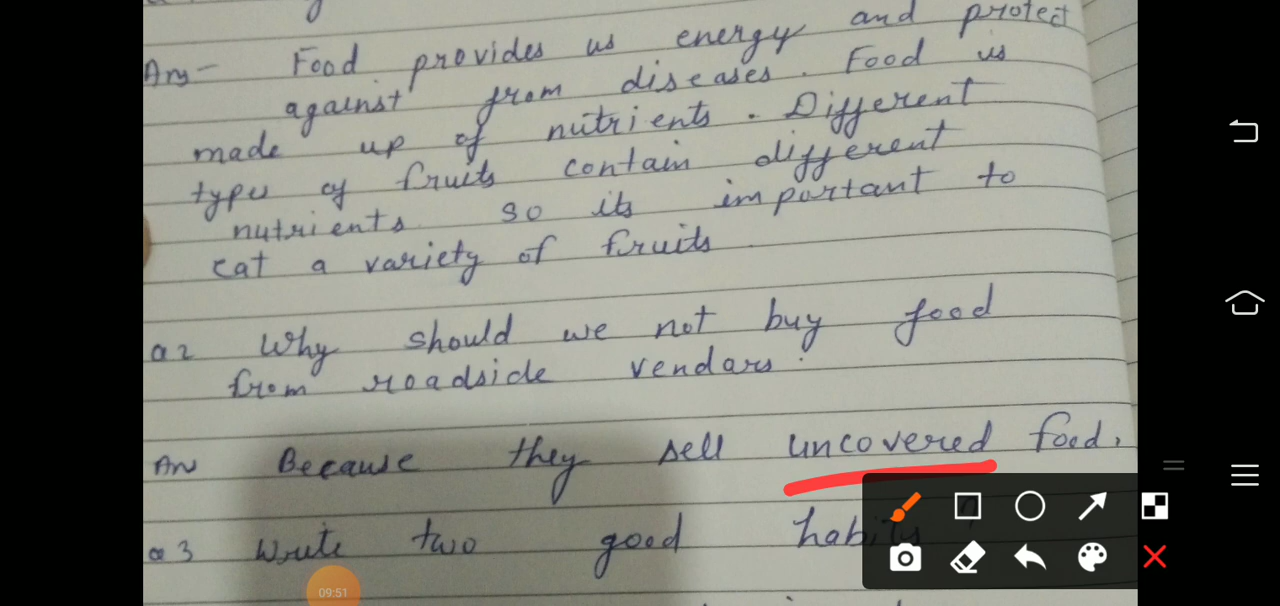 Ans- Food provides us energy and protect
against from diseases. Food us
made up of nutrients. Different
types of fruits contain different
nutrients so its important to
eat a variety of fruits
Q2 Why should we not buy food
from roadside vendars.
An Because they sell uncovered food.
Q3 Write two good habits
09:51